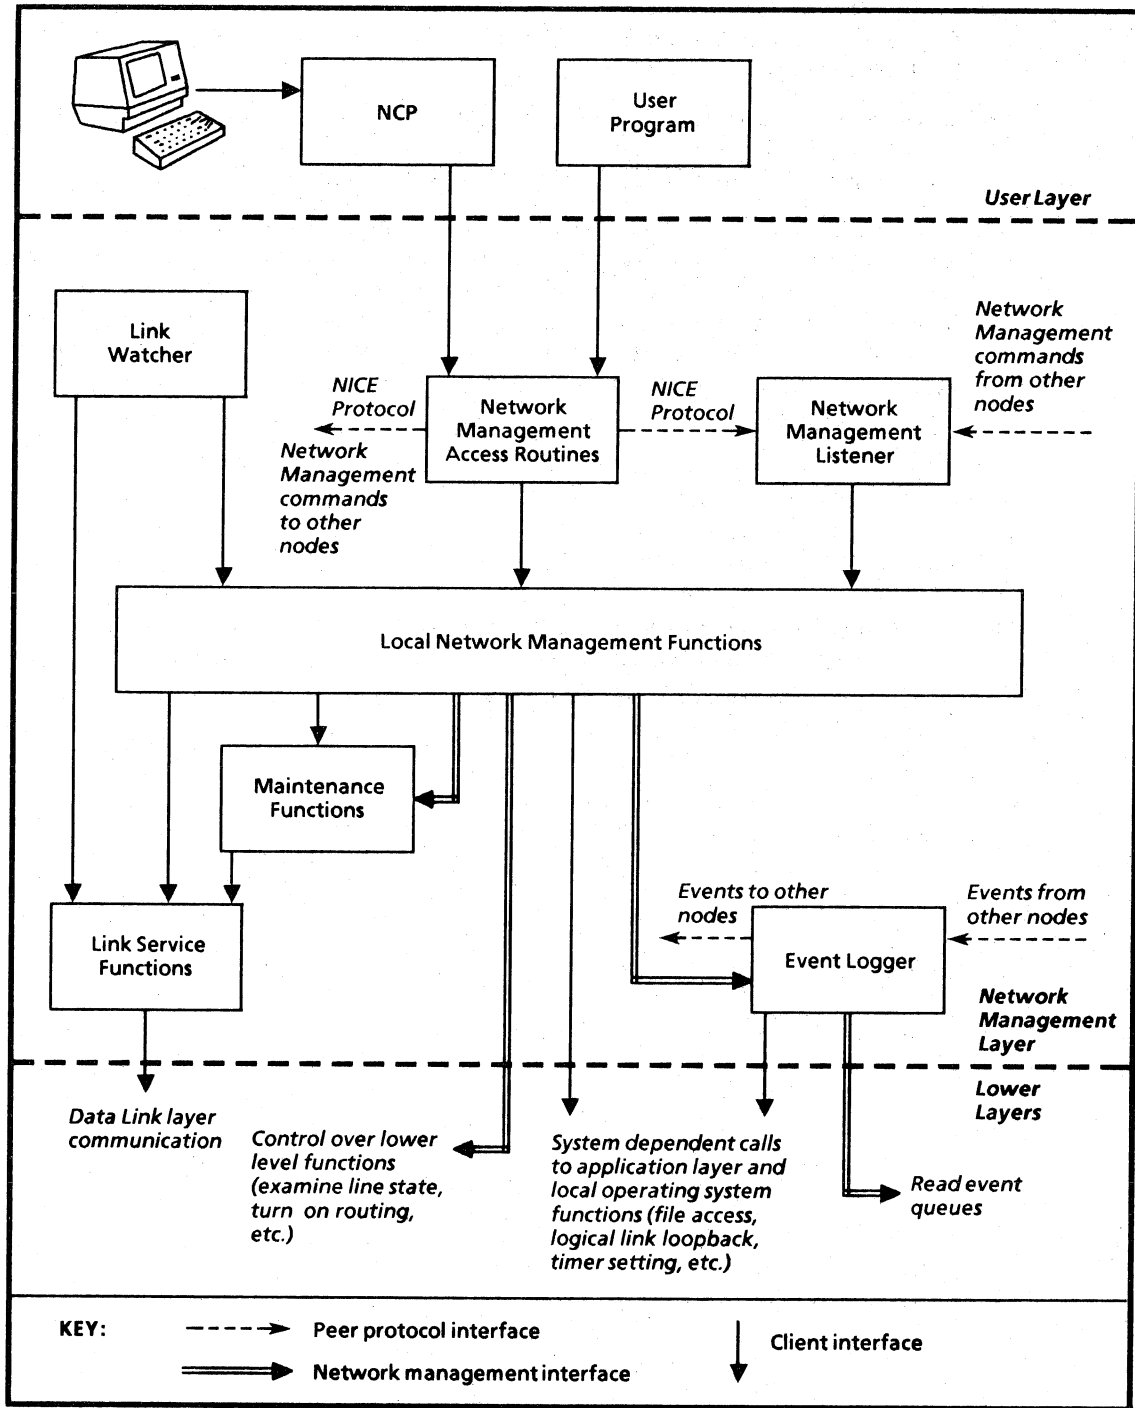 NCP
User
Program
User Layer
Link
Watcher
Network
Management
commands
from other
nodes
NICE
Protocol
Network
Management
Access Routines
NICE
Protocol
Network
Management
Listener
Network
Management
commands
to other
nodes
Local Network Management Functions
Maintenance
Functions
Link Service
Functions
Events to other
nodes
Events from
other nodes
Event Logger
Network
Management
Layer
Lower
Layers
Data Link layer
communication
Control over lower
level functions
(examine line state,
turn on routing,
etc.)
System dependent calls
to application layer and
local operating system
functions (file access,
logical link loopback,
timer setting, etc.)
Read event
queues
KEY:
Peer protocol interface
Client interface
Network management interface